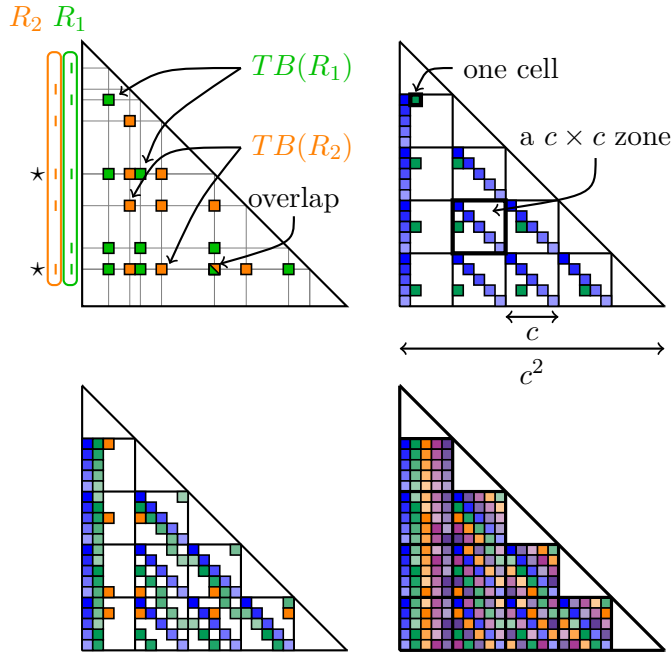 R₂ R₁
TB(R₁)
TB(R₂)
overlap
⋆
⋆
one cell
a c × c zone
c
c²